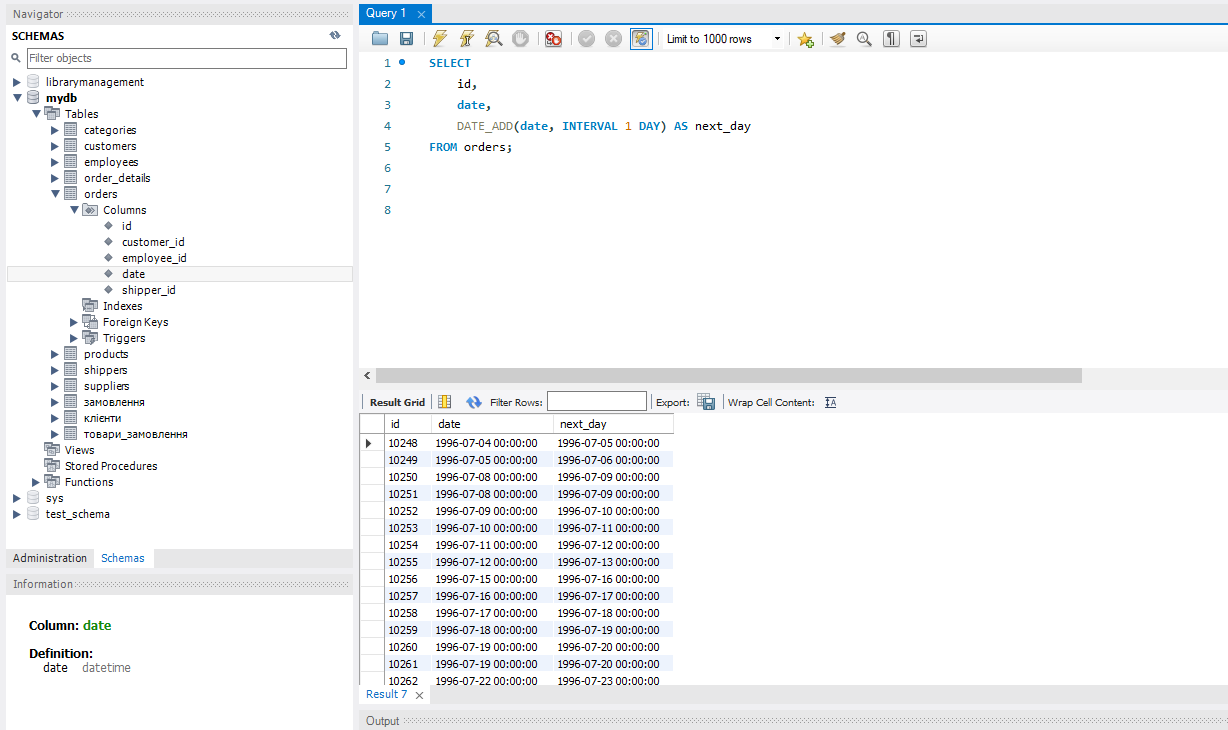 Navigator
SCHEMAS
Filter objects
librarymanagement
mydb
Tables
categories
customers
employees
order_details
orders
Columns
id
customer_id
employee_id
date
shipper_id
Indexes
Foreign Keys
Triggers
products
shippers
suppliers
замовлення
клієнти
товари_замовлення
Views
Stored Procedures
Functions
sys
test_schema
Administration Schemas
Information
Column: date
Definition:
date datetime
Query 1
Limit to 1000 rows
1 SELECT
2 id,
3 date,
4 DATE_ADD(date, INTERVAL 1 DAY) AS next_day
5 FROM orders;
6
7
8
Result Grid Filter Rows: Export: Wrap Cell Content:
id date next_day
10248 1996-07-04 00:00:00 1996-07-05 00:00:00
10249 1996-07-05 00:00:00 1996-07-06 00:00:00
10250 1996-07-08 00:00:00 1996-07-09 00:00:00
10251 1996-07-08 00:00:00 1996-07-09 00:00:00
10252 1996-07-09 00:00:00 1996-07-10 00:00:00
10253 1996-07-10 00:00:00 1996-07-11 00:00:00
10254 1996-07-11 00:00:00 1996-07-12 00:00:00
10255 1996-07-12 00:00:00 1996-07-13 00:00:00
10256 1996-07-15 00:00:00 1996-07-16 00:00:00
10257 1996-07-16 00:00:00 1996-07-17 00:00:00
10258 1996-07-17 00:00:00 1996-07-18 00:00:00
10259 1996-07-18 00:00:00 1996-07-19 00:00:00
10260 1996-07-19 00:00:00 1996-07-20 00:00:00
10261 1996-07-19 00:00:00 1996-07-20 00:00:00
10262 1996-07-22 00:00:00 1996-07-23 00:00:00
Result 7
Output